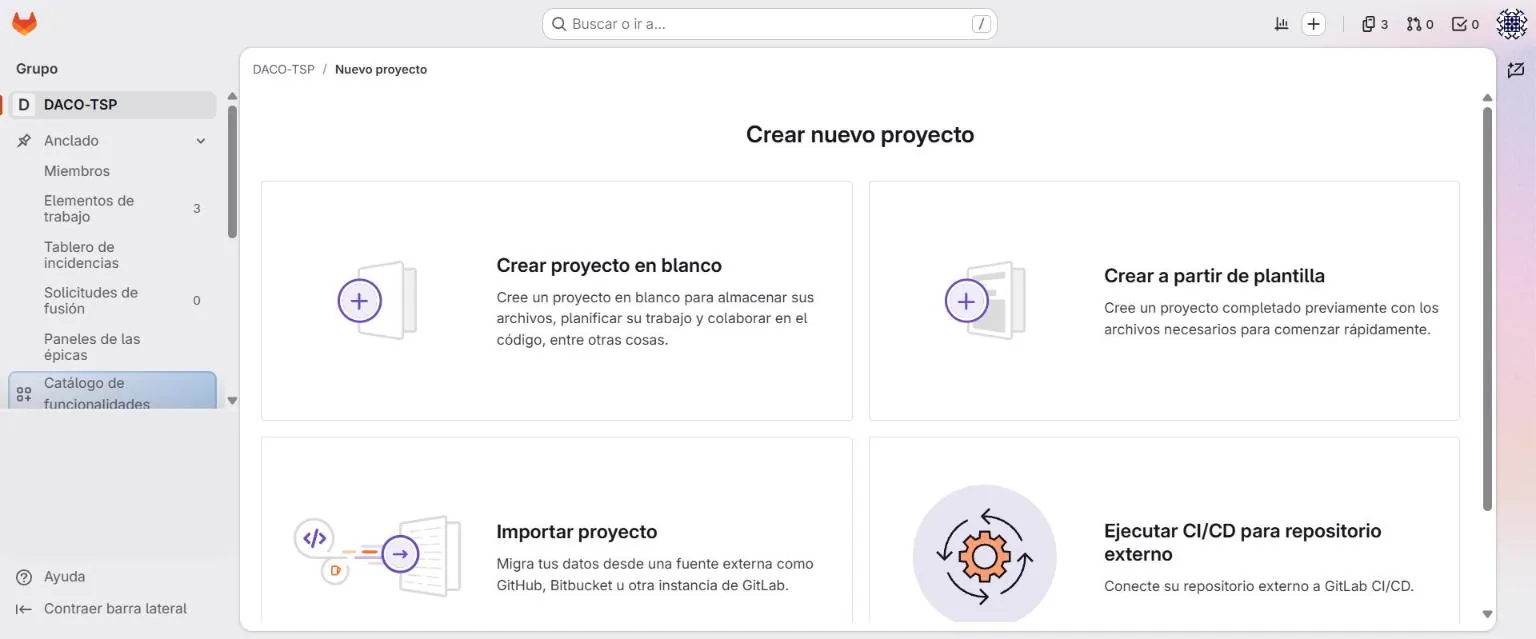 Buscar o ir a...
/
3
0
0
Grupo
D DACO-TSP
Anclado
Miembros
Elementos de
trabajo
3
Tablero de
incidencias
Solicitudes de
fusión
0
Paneles de las
épicas
Catálogo de
funcionalidades
Ayuda
Contraer barra lateral
DACO-TSP / Nuevo proyecto
Crear nuevo proyecto
Crear proyecto en blanco
Cree un proyecto en blanco para almacenar sus
archivos, planificar su trabajo y colaborar en el
código, entre otras cosas.
Crear a partir de plantilla
Cree un proyecto completado previamente con los
archivos necesarios para comenzar rápidamente.
Importar proyecto
Migra tus datos desde una fuente externa como
GitHub, Bitbucket u otra instancia de GitLab.
Ejecutar CI/CD para repositorio
externo
Conecte su repositorio externo a GitLab CI/CD.